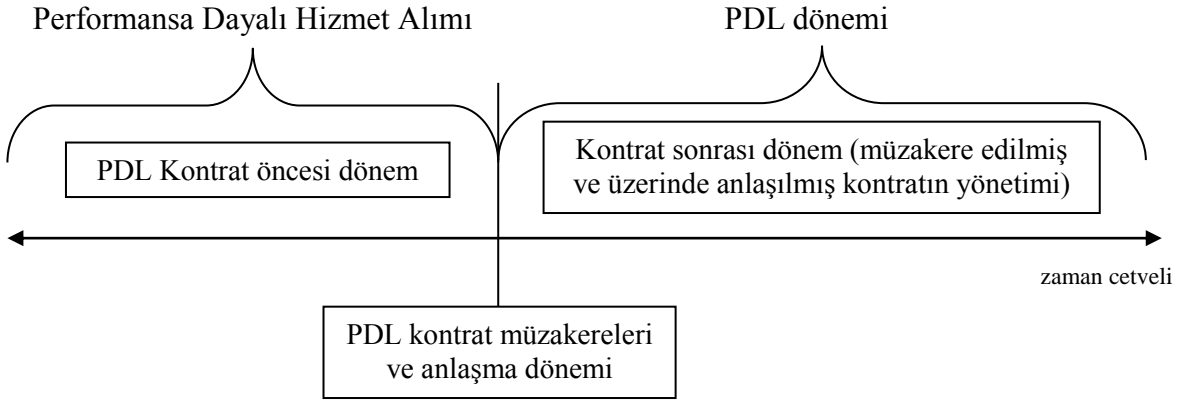 Performansa Dayalı Hizmet Alımı
PDL dönemi
PDL Kontrat öncesi dönem
Kontrat sonrası dönem (müzakere edilmiş
ve üzerinde anlaşılmış kontratın yönetimi)
zaman cetveli
PDL kontrat müzakereleri
ve anlaşma dönemi